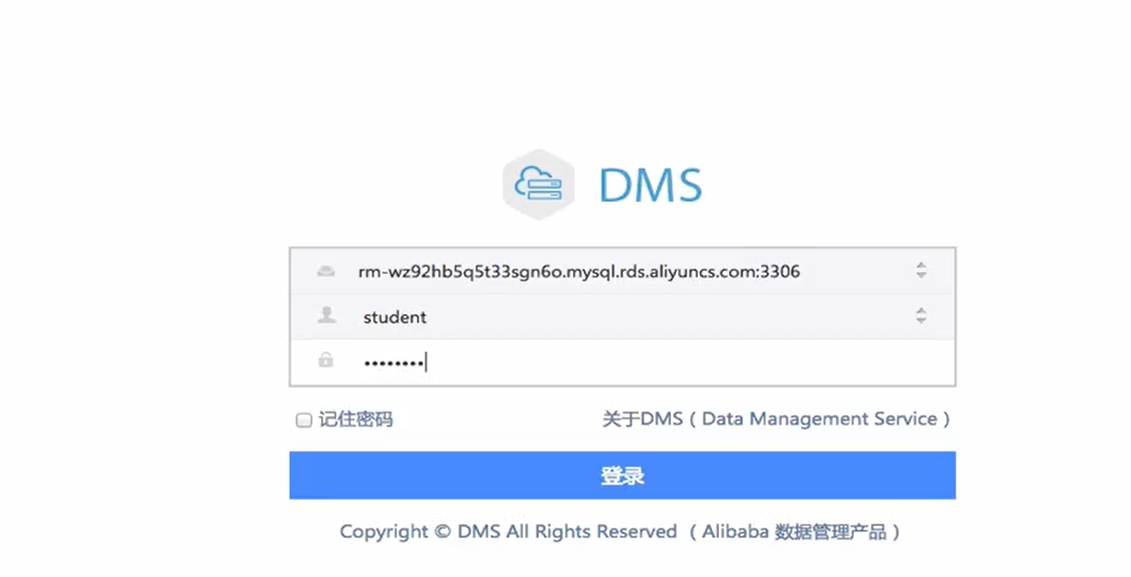 DMS
rm-wz92hb5q5t33sgn6o.mysql.rds.aliyuncs.com:3306
student
••••••••
记住密码
关于DMS ( Data Management Service )
登录
Copyright © DMS All Rights Reserved （Alibaba 数据管理产品）